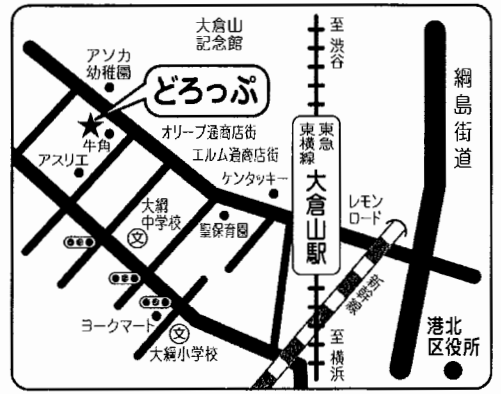 大倉山
記念館
至渋谷
綱島街道
アソカ
幼稚園
どろっぷ
牛角
オリーブ通商店街
エルム通商店街
ケンタッキー
東急
東横線
大倉山駅
レモン
ロード
アスリエ
大綱
中学校
文
聖保育園
新幹線
ヨークマート
文
大綱小学校
至横浜
港北
区役所